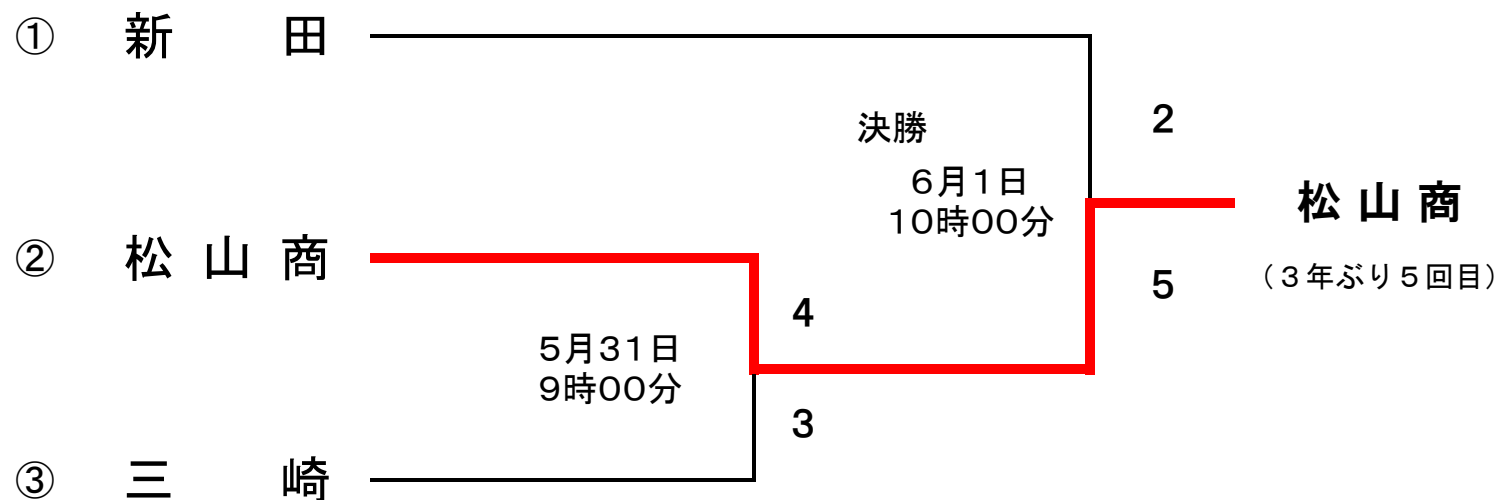 ① 新 田
決勝
2
6月1日
10時00分
松山商
② 松山商
5
(3年ぶり5回目)
4
5月31日
9時00分
3
③ 三 崎